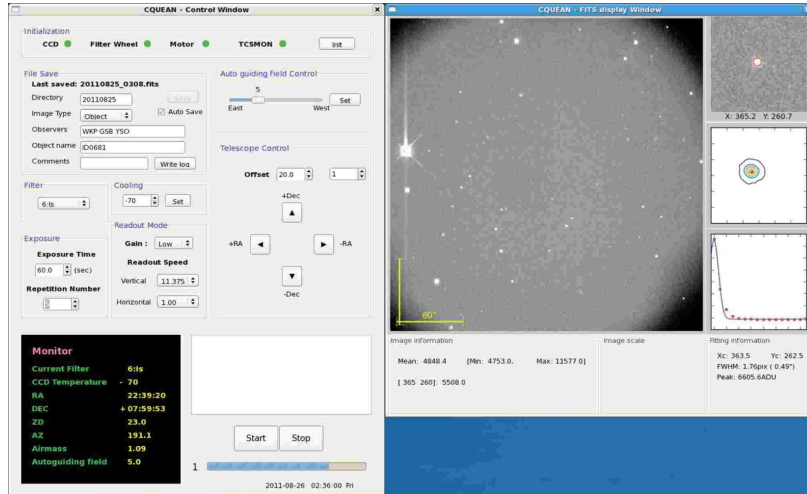 CQUEAN - Control Window
Initialization
CCD Filter Wheel Motor TCSMON Init
File Save
Last saved: 20110825_0308.fits
Directory 20110825
Image Type Object Auto Save
Observers WKP GSB YSO
Object name ID0681
Comments Write log
Filter
6:Is
Cooling
-70 Set
Exposure
Exposure Time
60.0 (sec)
Repetition Number
Readout Mode
Gain : Low
Readout Speed
Vertical 11.375
Horizontal 1.00
Auto guiding field Control
5
East West Set
Telescope Control
Offset 20.0 1
+Dec
+RA -RA
-Dec
Monitor
Current Filter 6:Is
CCD Temperature - 70
RA 22:39:20
DEC +07:59:53
ZD 23.0
AZ 191.1
Airmass 1.09
Autoguiding field 5.0
Start Stop
1
2011-08-26 02:36:00 Fri
CQUEAN - FITS display Window
60"
X: 365.2 Y: 260.7
Image information
Mean: 4848.4 [Min: 4753.0, Max: 11577.0]
[ 365 260]: 5508.0
Image scale
Fitting information
Xc: 363.5 Yc: 262.5
FWHM: 1.76pix ( 0.49")
Peak: 6605.6ADU